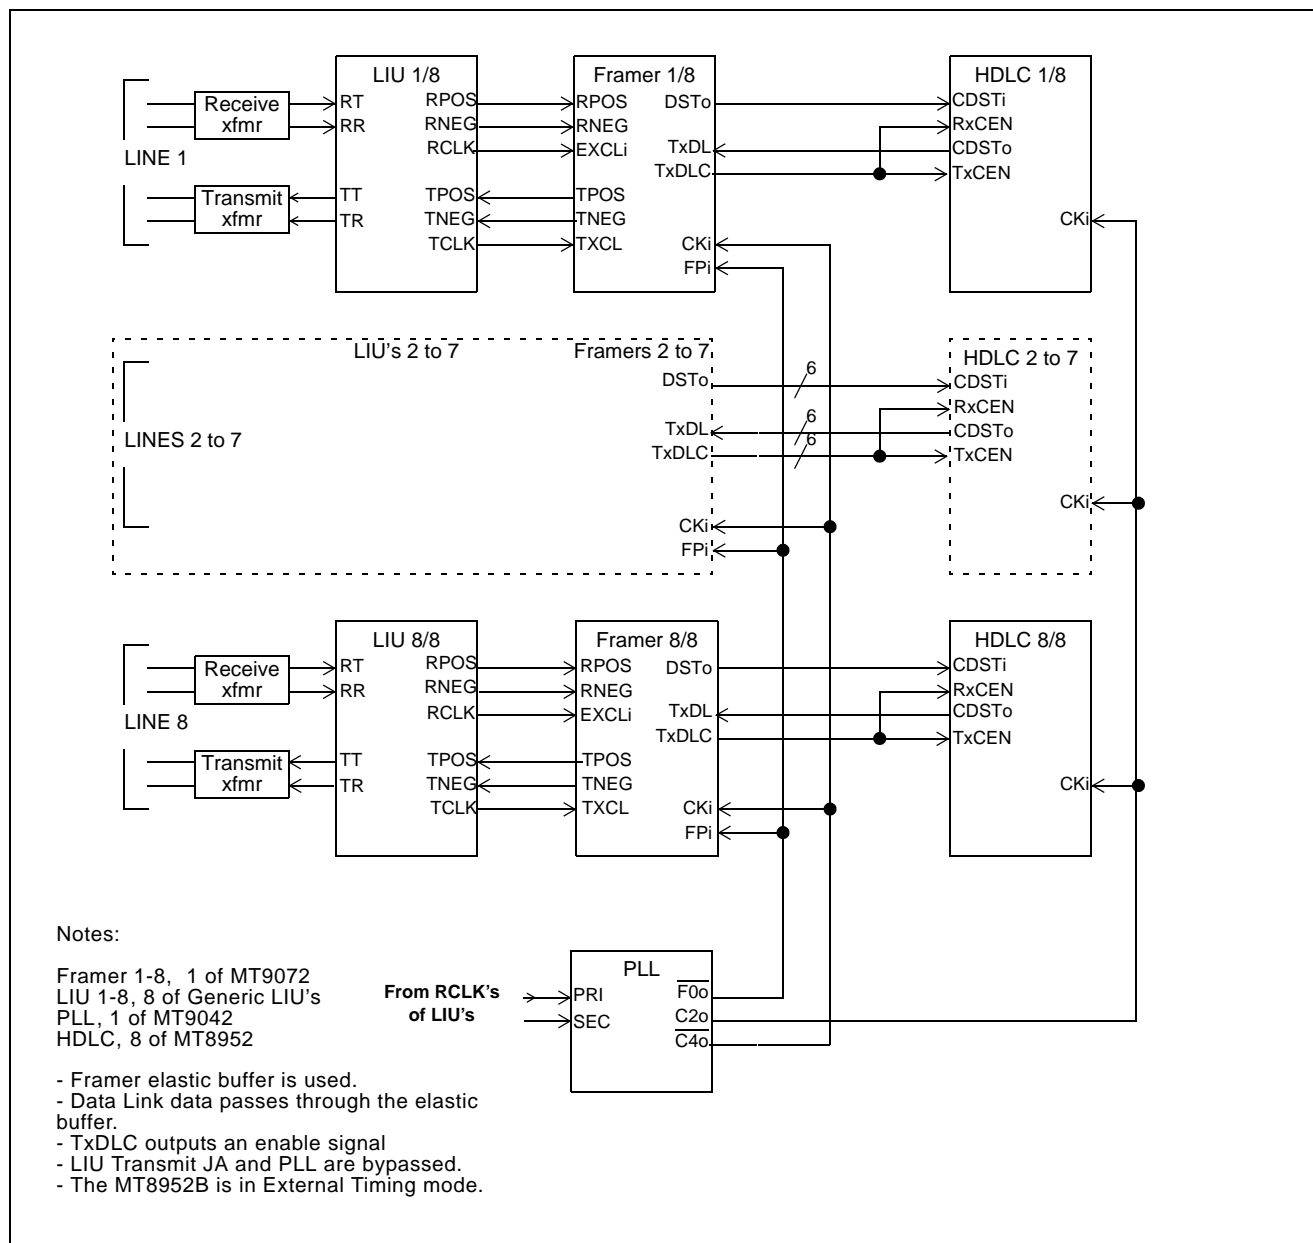 LIU 1/8
Framer 1/8
HDLC 1/8
Receive
xfmr
RT
RR
RPOS
RNEG
RCLK
RPOS
RNEG
EXCLi
DSTo
TxDL
TxDLC
CDSTi
RxCEN
CDSTo
TxCEN
LINE 1
Transmit
xfmr
TT
TR
TPOS
TNEG
TCLK
TPOS
TNEG
TXCL
CKi
FPi
CKi
LIU's 2 to 7
Framers 2 to 7
HDLC 2 to 7
DSTo
6
CDSTi
RxCEN
LINES 2 to 7
TxDL
6
CDSTo
TxDLC
6
TxCEN
CKi
FPi
CKi
LIU 8/8
Framer 8/8
HDLC 8/8
Receive
xfmr
RT
RR
RPOS
RNEG
RCLK
RPOS
RNEG
EXCLi
DSTo
TxDL
TxDLC
CDSTi
RxCEN
CDSTo
TxCEN
LINE 8
Transmit
xfmr
TT
TR
TPOS
TNEG
TCLK
TPOS
TNEG
TXCL
CKi
FPi
CKi
Notes:
Framer 1-8, 1 of MT9072
LIU 1-8, 8 of Generic LIU's
PLL, 1 of MT9042
HDLC, 8 of MT8952
From RCLK's
of LIU's
PLL
PRI
SEC
F0o
C2o
C4o
- Framer elastic buffer is used.
- Data Link data passes through the elastic
buffer.
- TxDLC outputs an enable signal
- LIU Transmit JA and PLL are bypassed.
- The MT8952B is in External Timing mode.